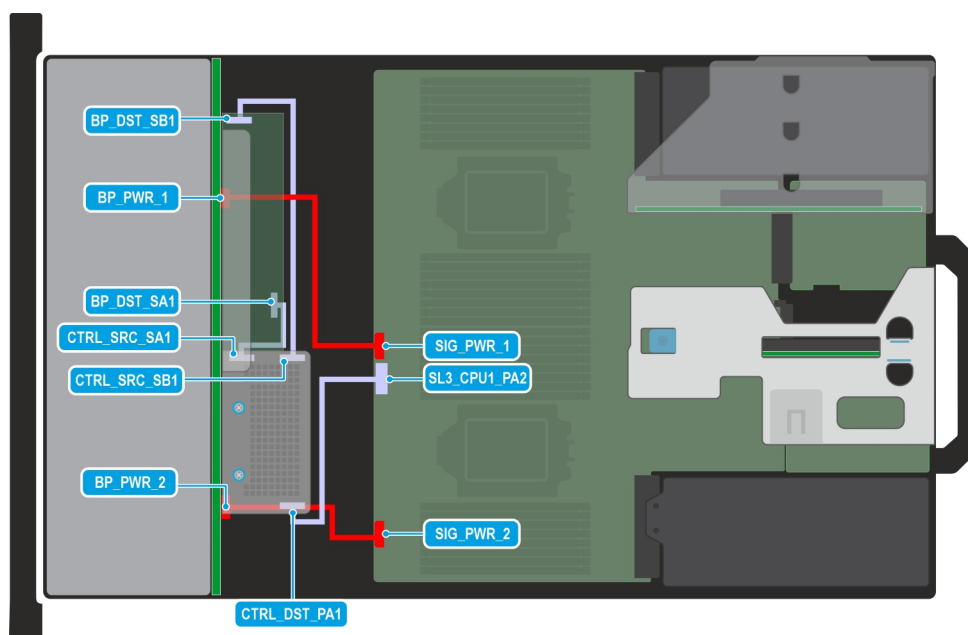 BP_DST_SB1
BP_PWR_1
BP_DST_SA1
CTRL_SRC_SA1
SIG_PWR_1
CTRL_SRC_SB1
SL3_CPU1_PA2
BP_PWR_2
SIG_PWR_2
CTRL_DST_PA1